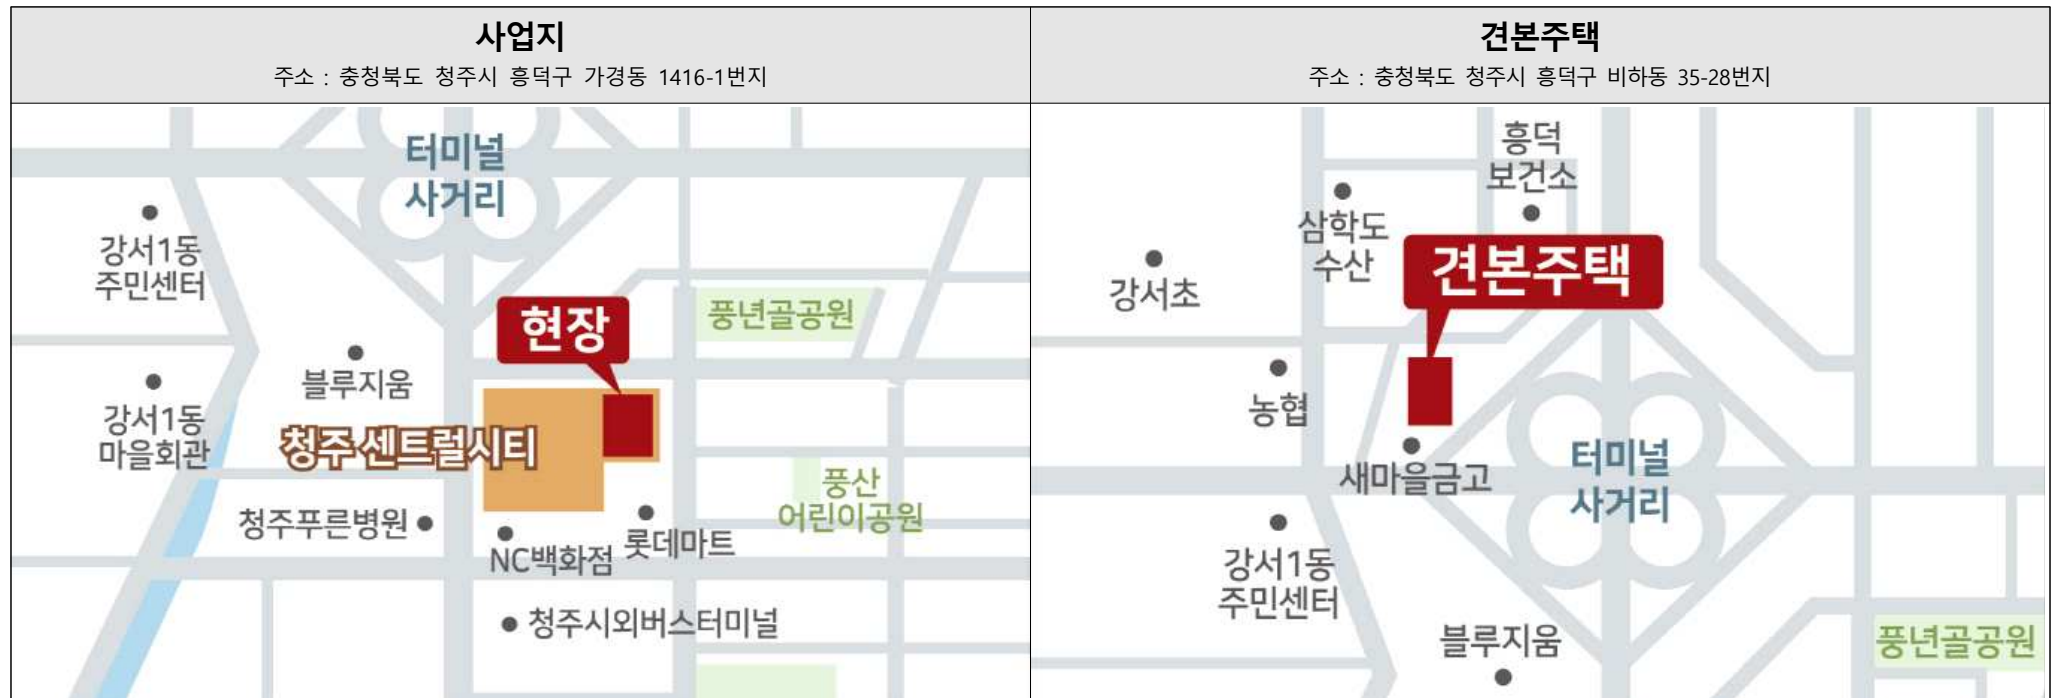 사업지
주소 : 충청북도 청주시 흥덕구 가경동 1416-1번지
터미널
사거리
강서1동
주민센터
현장
풍년골공원
블루지움
강서1동
마을회관
청주 센트럴시티
풍산
어린이공원
청주푸른병원
NC백화점
롯데마트
청주시외버스터미널
견본주택
주소 : 충청북도 청주시 흥덕구 비하동 35-28번지
흥덕
보건소
삼학도
수산
견본주택
강서초
농협
새마을금고
터미널
사거리
강서1동
주민센터
블루지움
풍년골공원